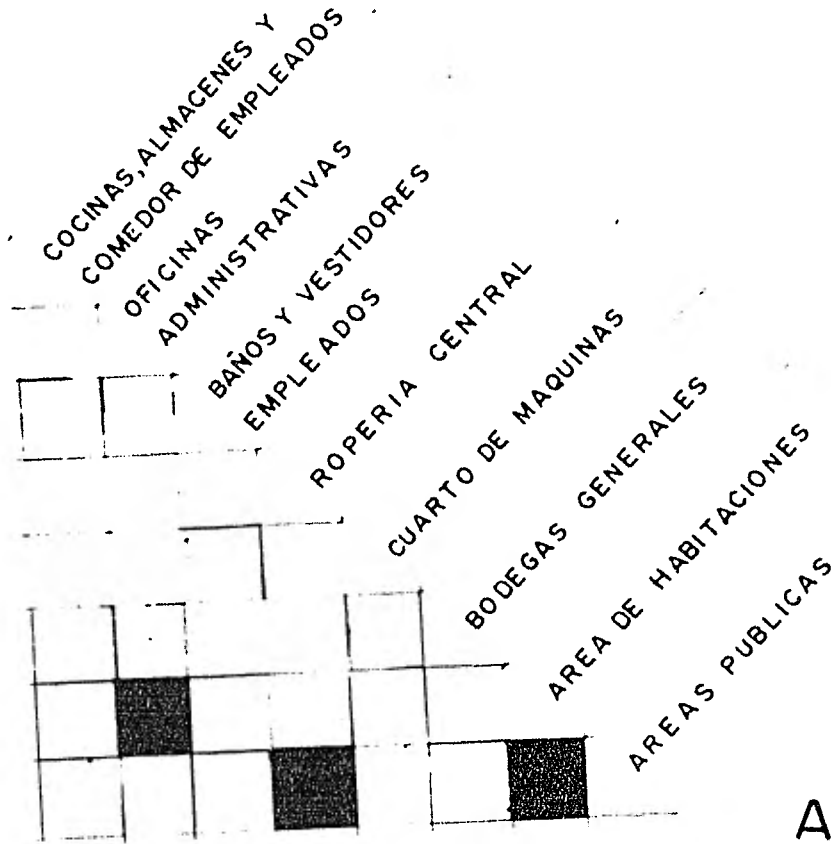 COCINAS, ALMACENES Y
COMEDOR DE EMPLEADOS
OFICINAS
ADMINISTRATIVAS
BAÑOS Y VESTIDORES
EMPLEADOS
ROPERIA CENTRAL
CUARTO DE MAQUINAS
BODEGAS GENERALES
AREA DE HABITACIONES
AREAS PUBLICAS
A